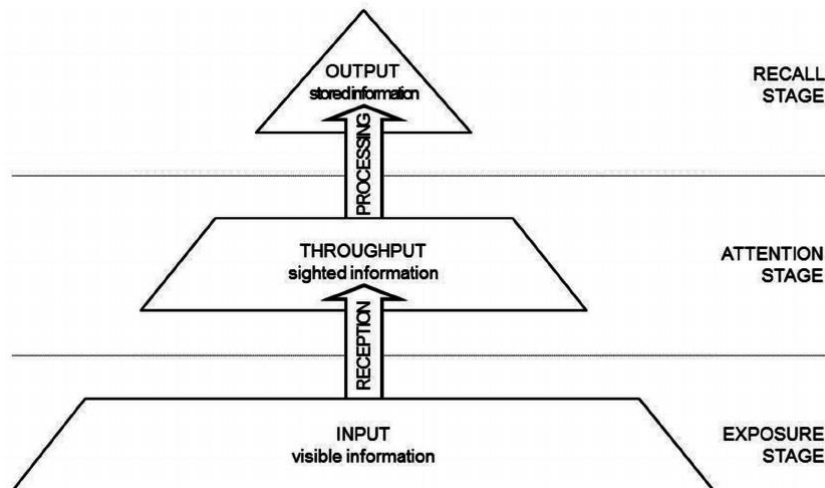 OUTPUT
stored information
RECALL
STAGE
PROCESSING
THROUGHPUT
sighted information
ATTENTION
STAGE
RECEPTION
INPUT
visible information
EXPOSURE
STAGE